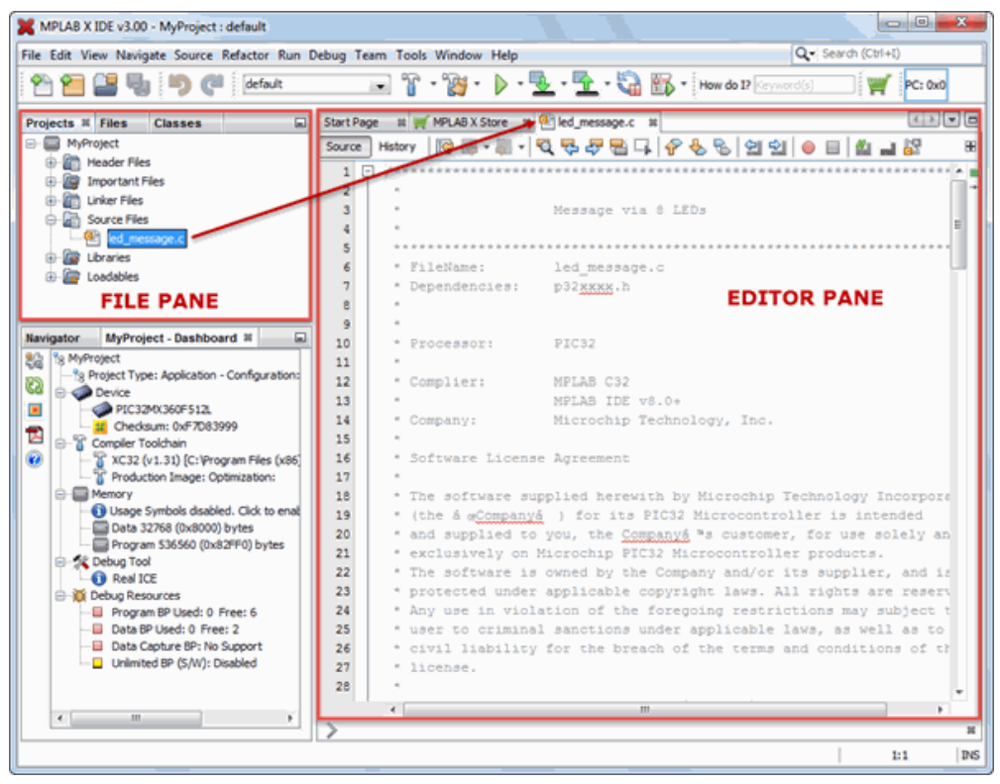 MPLAB X IDE v3.00 - MyProject : default
File Edit View Navigate Source Refactor Run Debug Team Tools Window Help
Search (Ctrl+I)
default
How do I? Keyword(s)
PC: 0x0
Projects Files Classes
MyProject
Header Files
Important Files
Linker Files
Source Files
led_message.c
Libraries
Loadables
FILE PANE
Navigator MyProject - Dashboard
MyProject
Project Type: Application - Configuration:
Device
PIC32MX360F512L
Checksum: 0xF7D83999
Compiler Toolchain
XC32 (v1.31) [C:\Program Files (x86)
Production Image: Optimization:
Memory
Usage Symbols disabled. Click to enab
Data 32768 (0x8000) bytes
Program 536560 (0x82FF0) bytes
Debug Tool
Real ICE
Debug Resources
Program BP Used: 0 Free: 6
Data BP Used: 0 Free: 2
Data Capture BP: No Support
Unlimited BP (S/W): Disabled
Start Page MPLAB X Store led_message.c
Source History
1
2 *
3 * Message via 8 LEDs
4 *
5
6 * FileName: led_message.c
7 * Dependencies: p32xxxx.h
8 *
9 *
10 * Processor: PIC32
11 *
12 * Complier: MPLAB C32
13 * MPLAB IDE v8.0+
14 * Company: Microchip Technology, Inc.
15 *
16 * Software License Agreement
17 *
18 * The software supplied herewith by Microchip Technology Incorpore
19 * (the á œCompanyá ) for its PIC32 Microcontroller is intended
20 * and supplied to you, the Companyá ™s customer, for use solely an
21 * exclusively on Microchip PIC32 Microcontroller products.
22 * The software is owned by the Company and/or its supplier, and is
23 * protected under applicable copyright laws. All rights are reserv
24 * Any use in violation of the foregoing restrictions may subject t
25 * user to criminal sanctions under applicable laws, as well as to
26 * civil liability for the breach of the terms and conditions of th
27 * license.
28 *
EDITOR PANE
1:1 INS